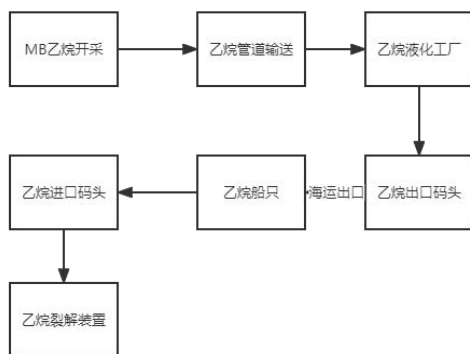 MB乙烷开采
乙烷管道输送
乙烷液化工厂
乙烷进口码头
乙烷船只
海运出口
乙烷出口码头
乙烷裂解装置